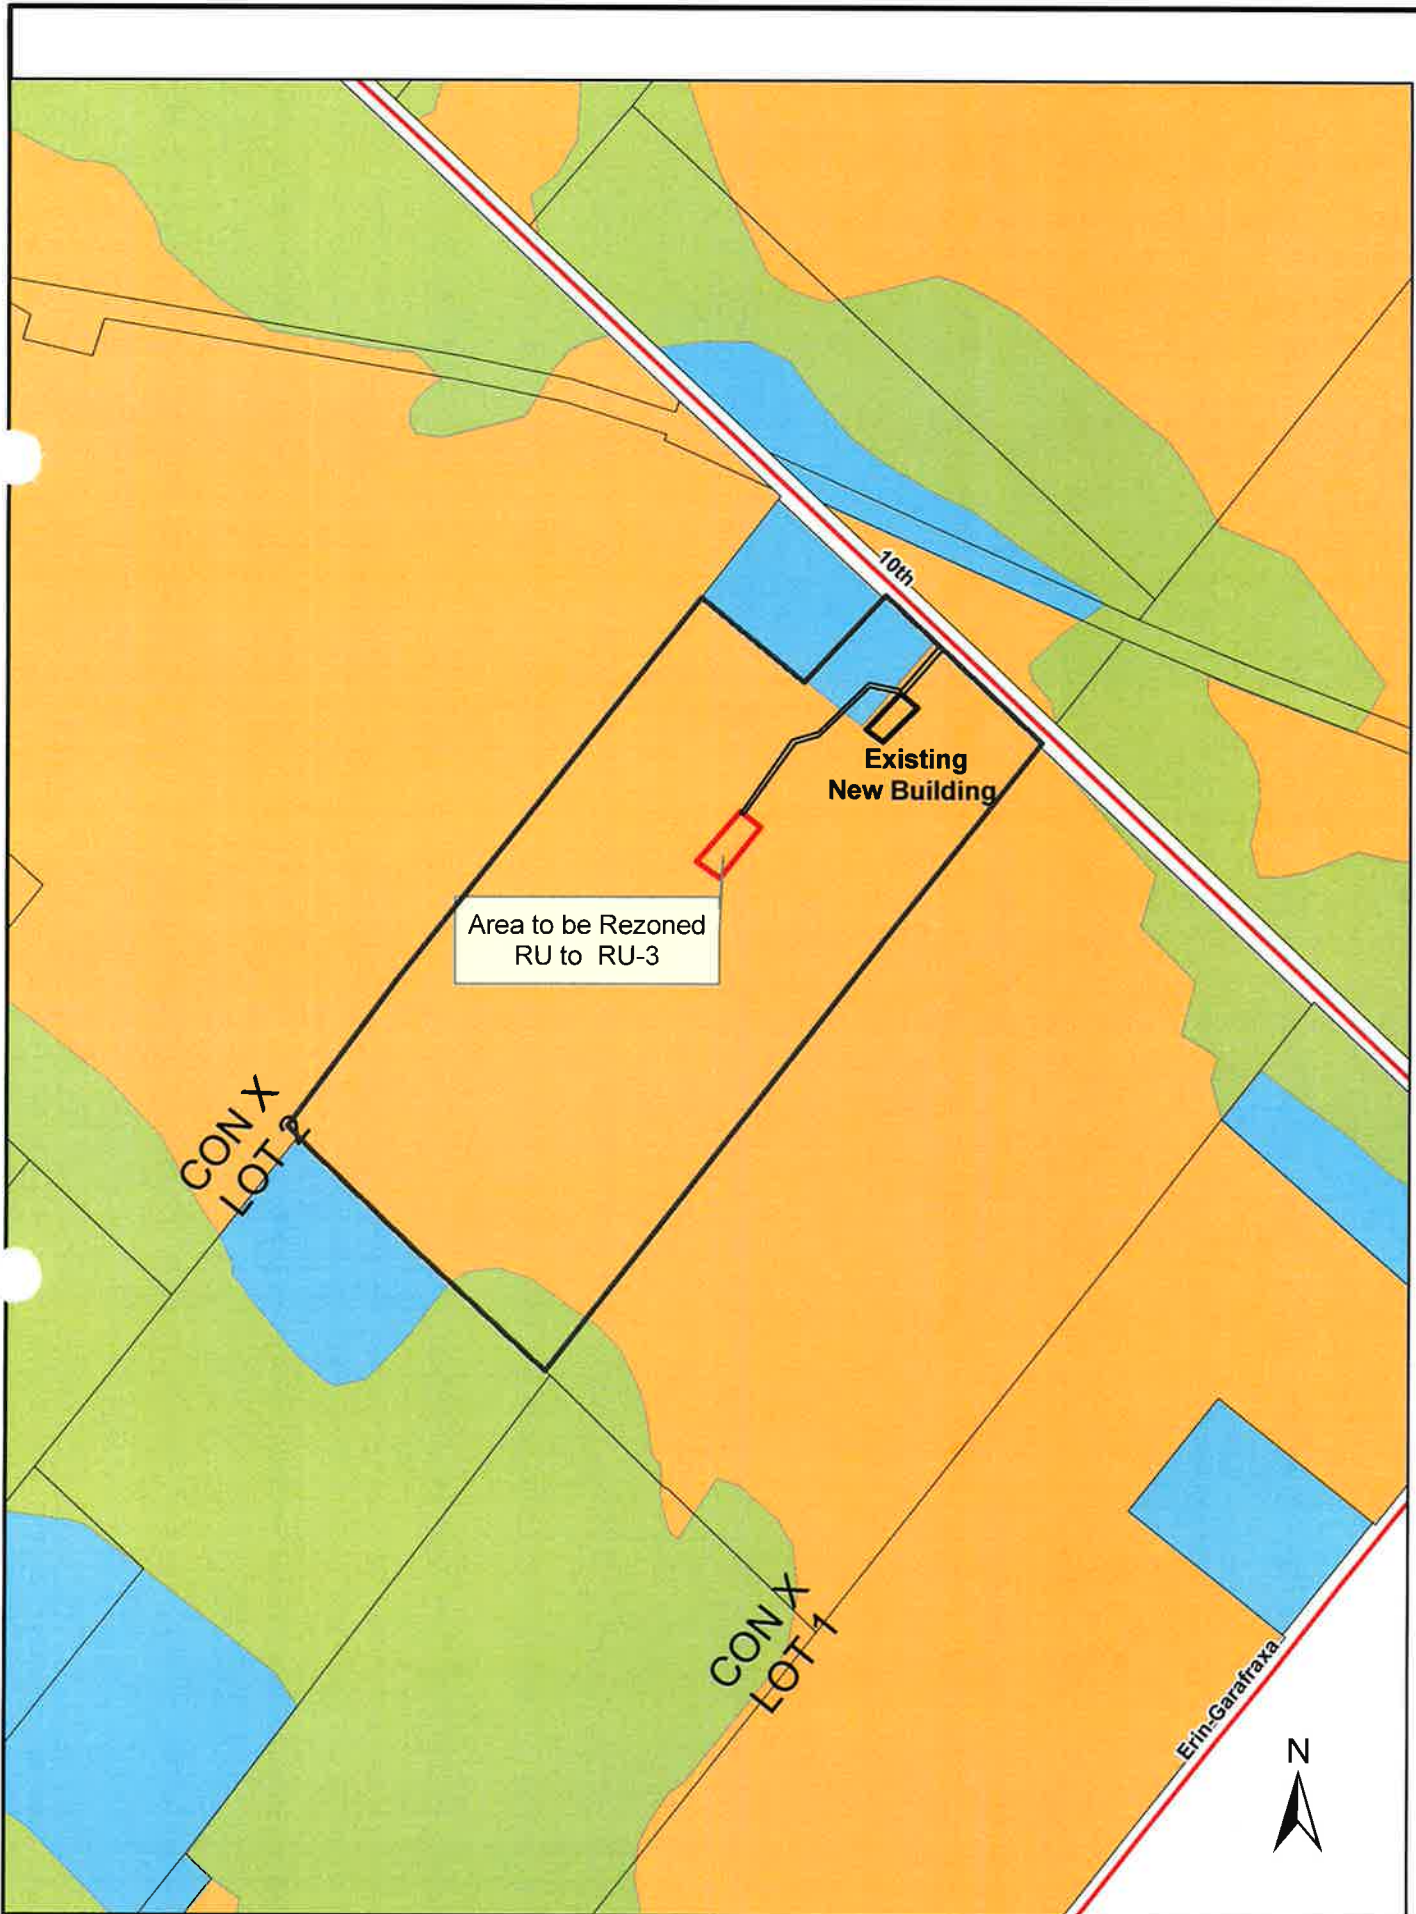 10th
Existing
New Building
Area to be Rezoned
RU to RU-3
CON X
LOT 2
CON X
LOT 1
Erin-Garafraxa
N